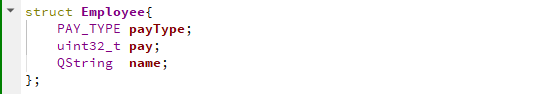 struct Employee{
    PAY_TYPE payType;
    uint32_t pay;
    QString  name;
};